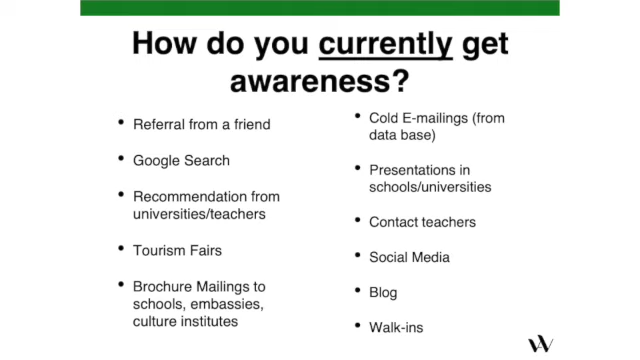 How do you currently get
awareness?
• Referral from a friend
• Google Search
• Recommendation from
universities/teachers
• Tourism Fairs
• Brochure Mailings to
schools, embassies,
culture institutes
• Cold E-mailings (from
data base)
• Presentations in
schools/universities
• Contact teachers
• Social Media
• Blog
• Walk-ins